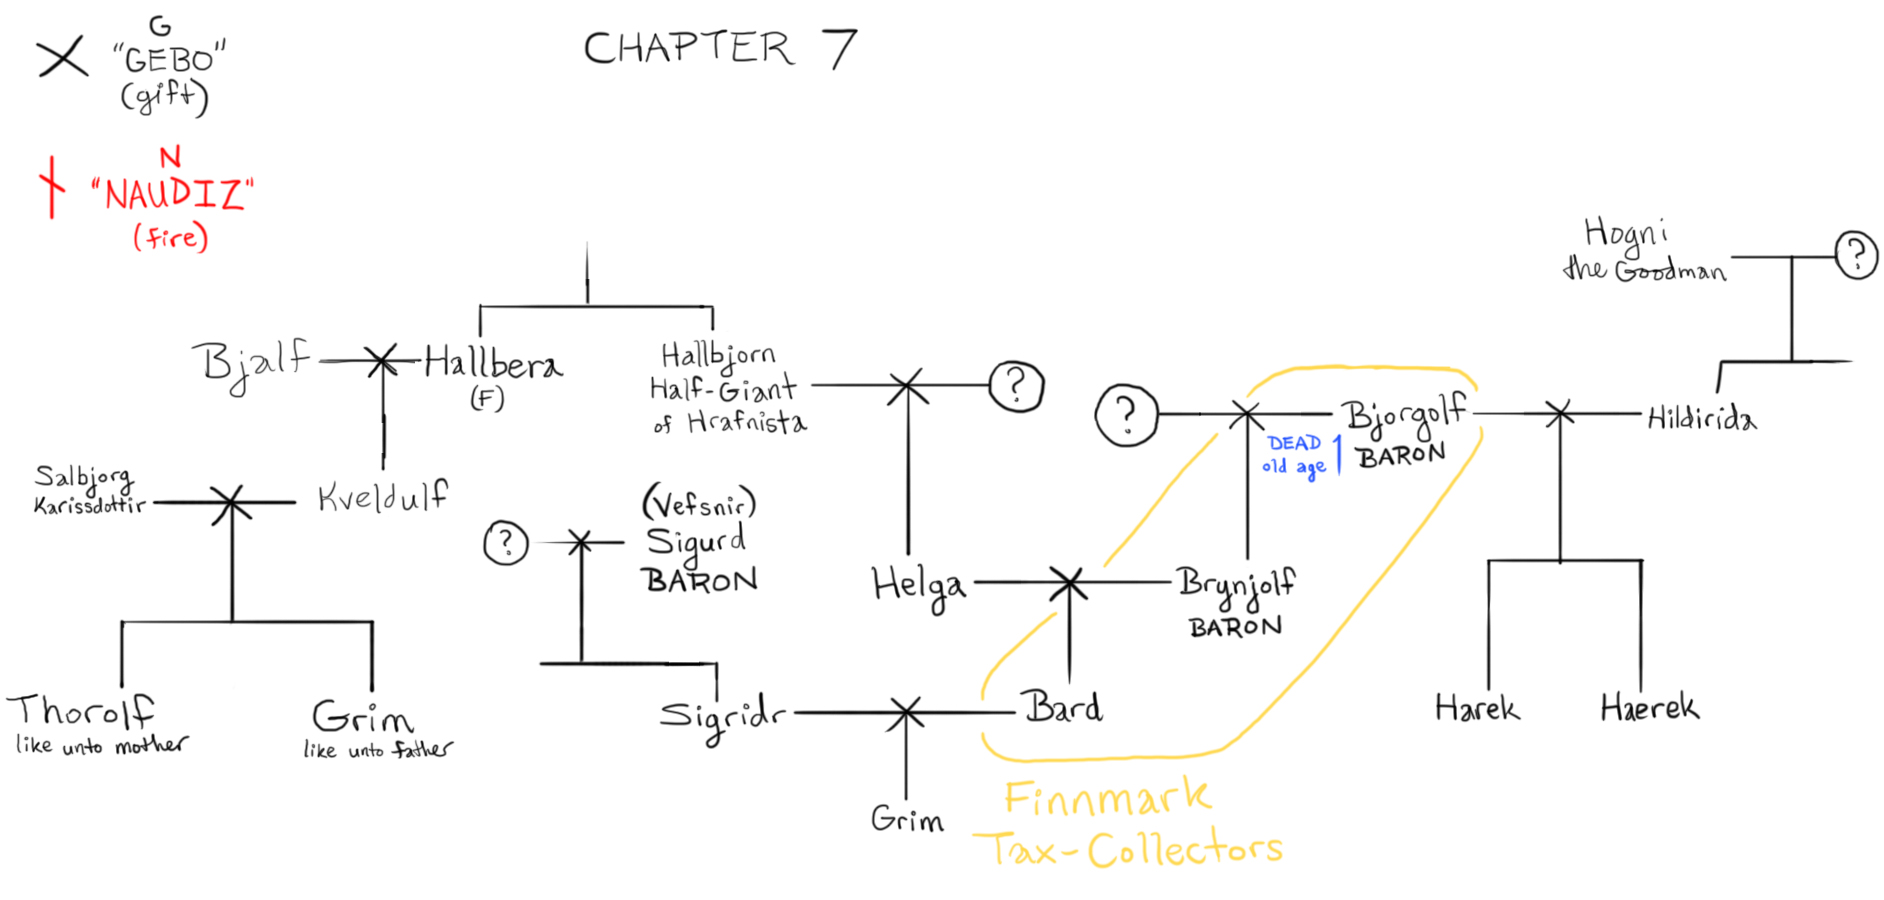 CHAPTER 7
G
"GEBO"
(gift)
N
"NAUDIZ"
(fire)
Hogni
the Goodman
?
Bjalf
Hallbera
(F)
Hallbjorn
Half-Giant
of Hrafnista
?
?
Bjorgolf
BARON
DEAD
old age
Hildirida
Salbjorg
Karissdottir
Kveldulf
?
(Vefsnir)
Sigurd
BARON
Helga
Brynjolf
BARON
Thorolf
like unto mother
Grim
like unto father
Sigridr
Bard
Harek
Haerek
Grim
Finnmark
Tax-Collectors